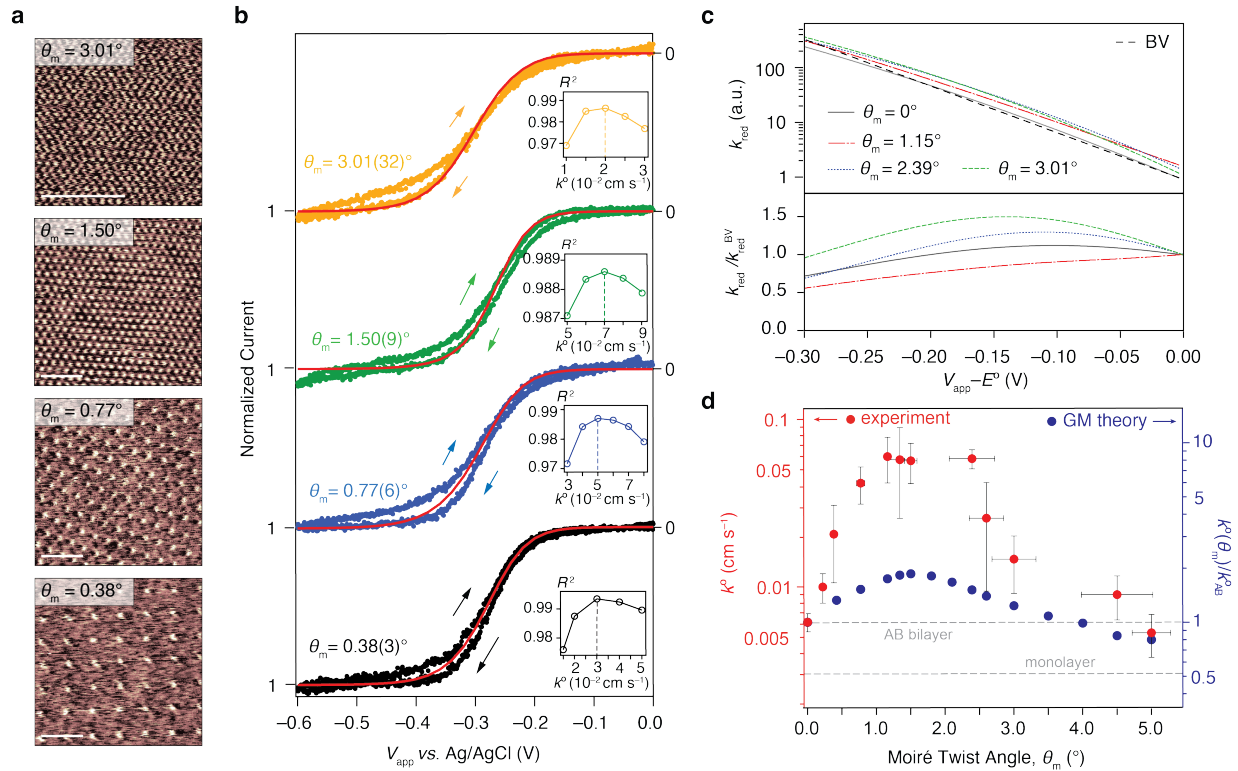 a
θm = 3.01°
θm = 1.50°
θm = 0.77°
θm = 0.38°
b
Normalized Current
0
R²
0.99
0.98
0.97
1 2 3
kº (10⁻² cm s⁻¹)
θm = 3.01(32)°
1
0
R²
0.989
0.988
0.987
5 7 9
kº (10⁻² cm s⁻¹)
θm = 1.50(9)°
1
0
R²
0.99
0.98
0.97
3 5 7
kº (10⁻² cm s⁻¹)
θm = 0.77(6)°
1
0
R²
0.99
0.98
2 3 4 5
kº (10⁻² cm s⁻¹)
θm = 0.38(3)°
1
−0.6 −0.5 −0.4 −0.3 −0.2 −0.1 0.0
Vapp vs. Ag/AgCl (V)
c
kred (a.u.)
100
10
1
BV
θm = 0°
θm = 1.15°
θm = 2.39°
θm = 3.01°
kred /kredBV
1.5
1.0
0.5
0.0
−0.30 −0.25 −0.20 −0.15 −0.10 −0.05 0.00
Vapp−Eº (V)
d
kº (cm s⁻¹)
0.1
0.05
0.01
0.005
experiment
GM theory
AB bilayer
monolayer
10
5
2
1
0.5
kº(θm)/kºAB
0.0 1.0 2.0 3.0 4.0 5.0
Moiré Twist Angle, θm (°)